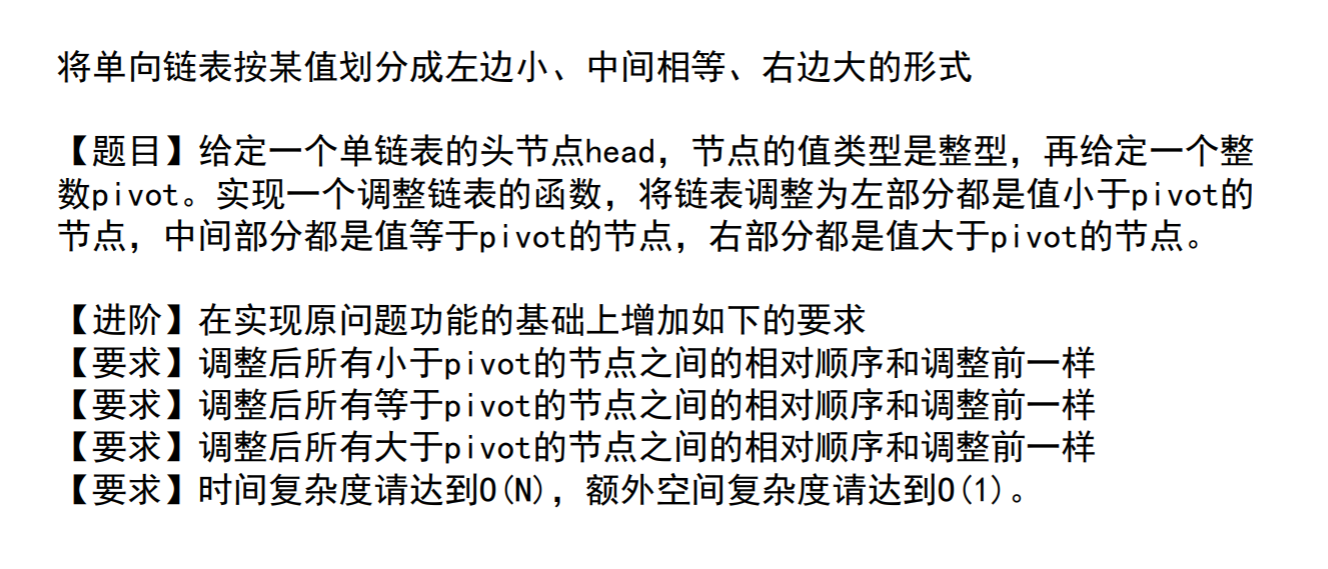 将单向链表按某值划分成左边小、中间相等、右边大的形式
【题目】给定一个单链表的头节点head，节点的值类型是整型，再给定一个整
数pivot。实现一个调整链表的函数，将链表调整为左部分都是值小于pivot的
节点，中间部分都是值等于pivot的节点，右部分都是值大于pivot的节点。
【进阶】在实现原问题功能的基础上增加如下的要求
【要求】调整后所有小于pivot的节点之间的相对顺序和调整前一样
【要求】调整后所有等于pivot的节点之间的相对顺序和调整前一样
【要求】调整后所有大于pivot的节点之间的相对顺序和调整前一样
【要求】时间复杂度请达到O(N)，额外空间复杂度请达到O(1)。